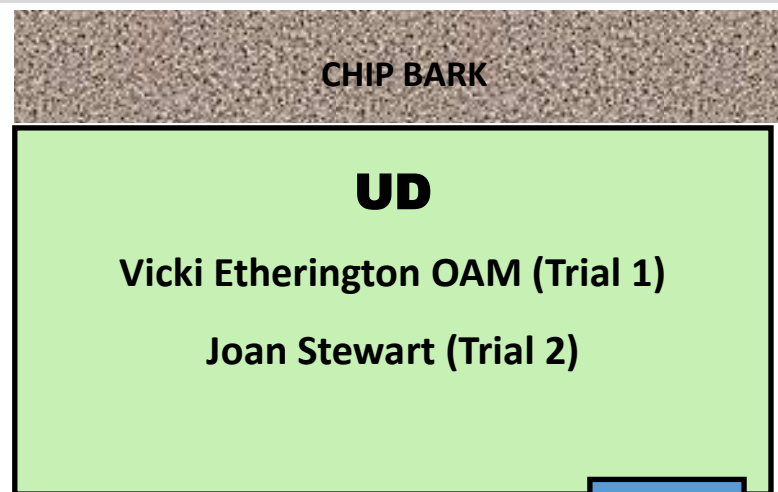 CHIP BARK
UD
Vicki Etherington OAM (Trial 1)
Joan Stewart (Trial 2)